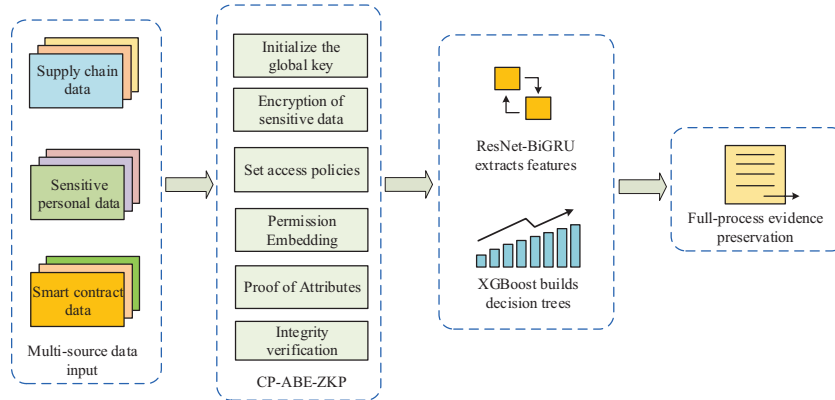 Supply chain
data
Sensitive
personal data
Smart contract
data
Multi-source data
input
Initialize the
global key
Encryption of
sensitive data
Set access policies
Permission
Embedding
Proof of Attributes
Integrity
verification
CP-ABE-ZKP
ResNet-BiGRU
extracts features
XGBoost builds
decision trees
Full-process evidence
preservation